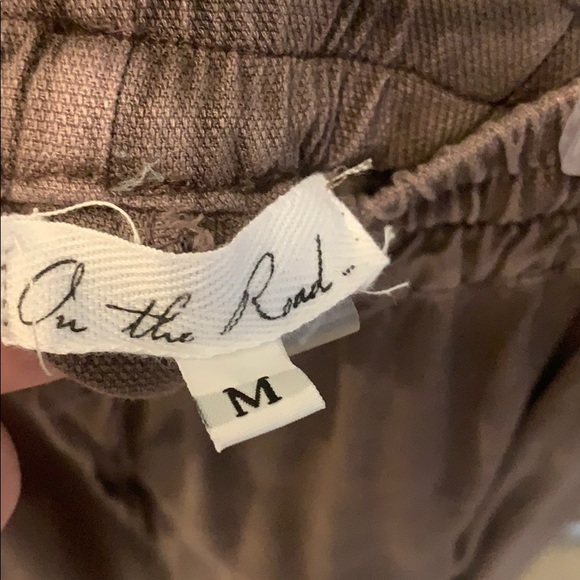 On the Road..
M